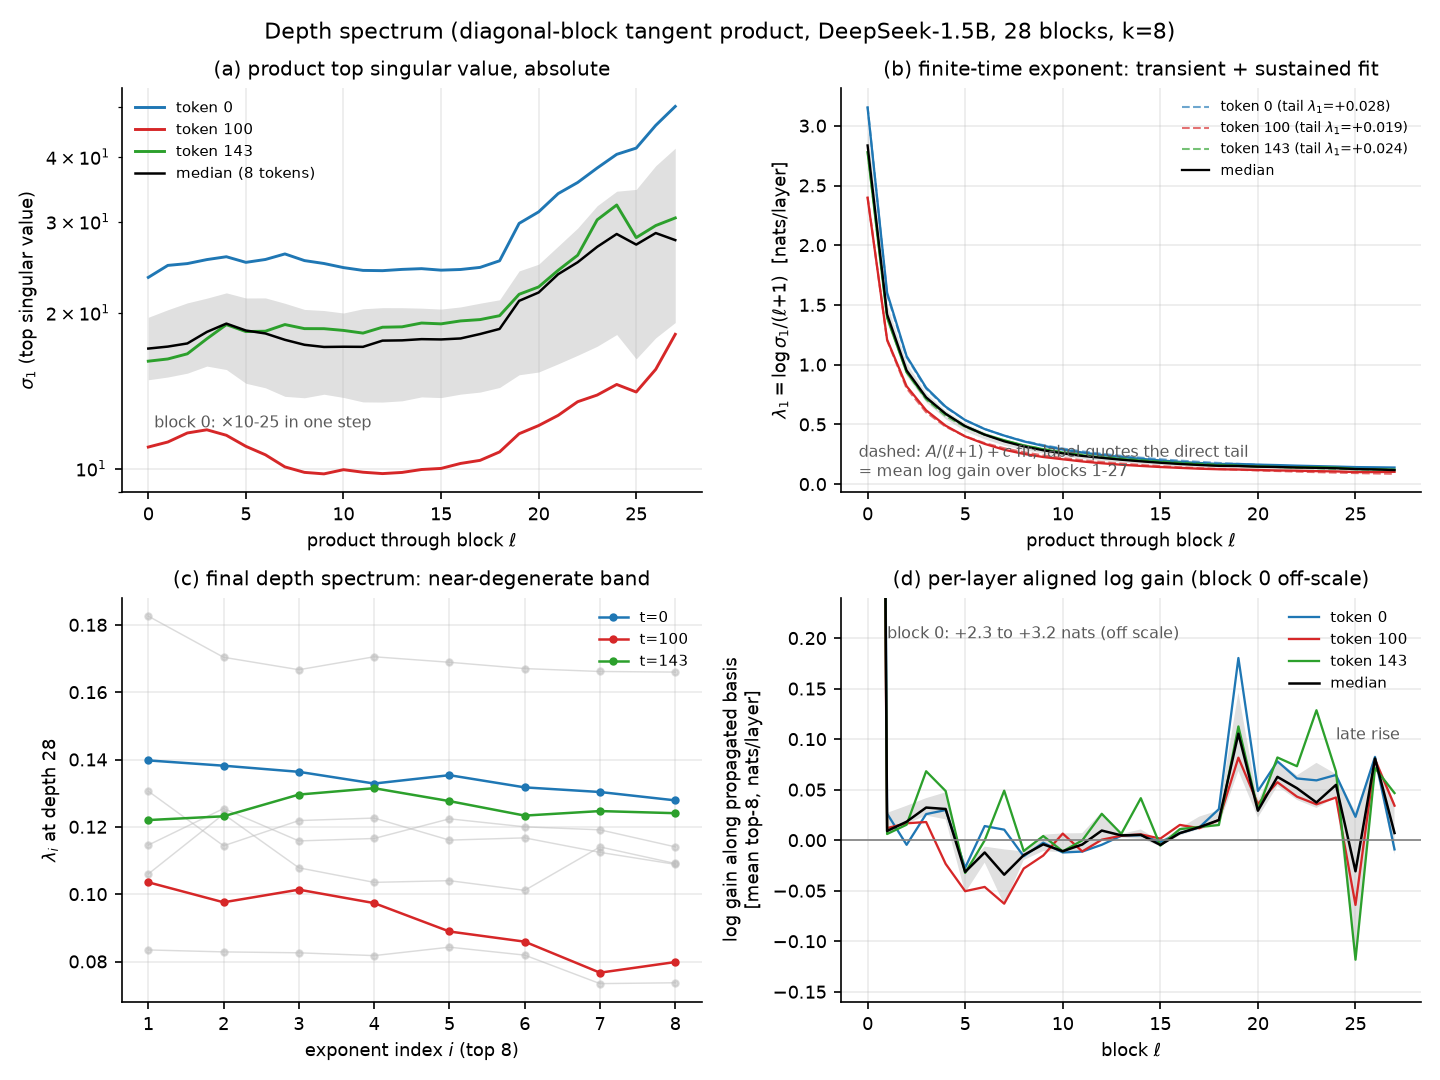 Depth spectrum (diagonal-block tangent product, DeepSeek-1.5B, 28 blocks, k=8)
(a) product top singular value, absolute
token 0
token 100
token 143
median (8 tokens)
4 × 10¹
3 × 10¹
2 × 10¹
10¹
σ₁ (top singular value)
block 0: ×10-25 in one step
0 5 10 15 20 25
product through block ℓ
(b) finite-time exponent: transient + sustained fit
token 0 (tail λ₁=+0.028)
token 100 (tail λ₁=+0.019)
token 143 (tail λ₁=+0.024)
median
3.0
2.5
2.0
1.5
1.0
0.5
0.0
λ₁ = log σ₁/(ℓ+1) [nats/layer]
dashed: A/(ℓ+1) + c fit; label quotes the direct tail
= mean log gain over blocks 1-27
0 5 10 15 20 25
product through block ℓ
(c) final depth spectrum: near-degenerate band
t=0
t=100
t=143
0.18
0.16
0.14
0.12
0.10
0.08
λᵢ at depth 28
1 2 3 4 5 6 7 8
exponent index i (top 8)
(d) per-layer aligned log gain (block 0 off-scale)
token 0
token 100
token 143
median
block 0: +2.3 to +3.2 nats (off scale)
late rise
0.20
0.15
0.10
0.05
0.00
−0.05
−0.10
−0.15
log gain along propagated basis
[mean top-8, nats/layer]
0 5 10 15 20 25
block ℓ